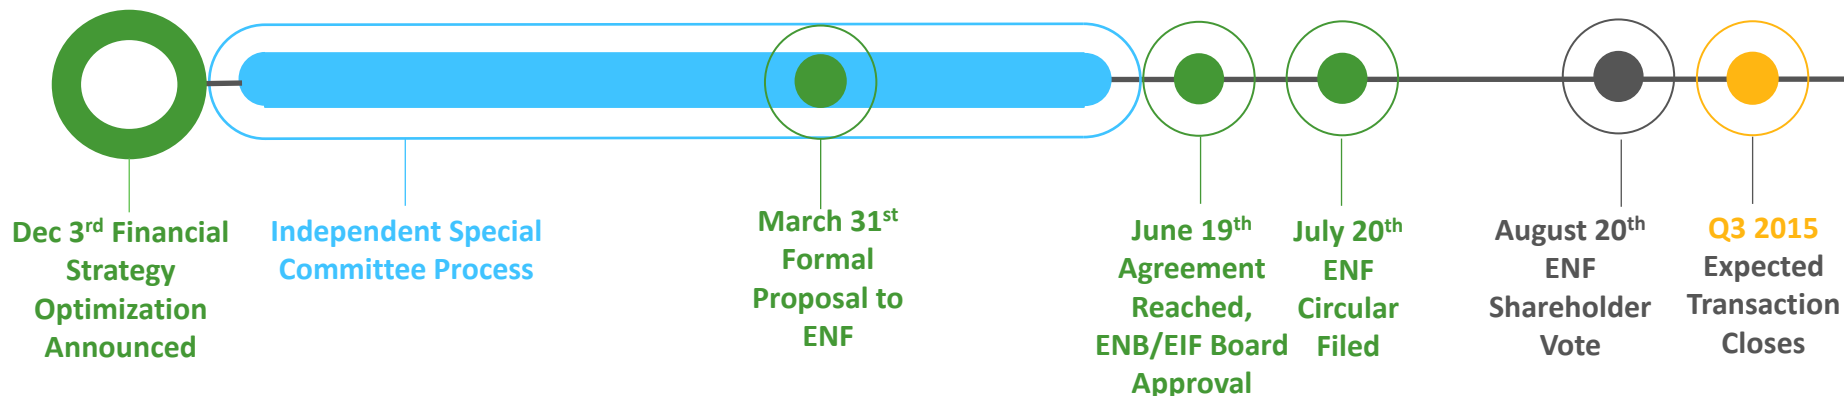 Dec 3rd Financial
Strategy
Optimization
Announced
Independent Special
Committee Process
March 31st
Formal
Proposal to
ENF
June 19th
Agreement
Reached,
ENB/EIF Board
Approval
July 20th
ENF
Circular
Filed
August 20th
ENF
Shareholder
Vote
Q3 2015
Expected
Transaction
Closes